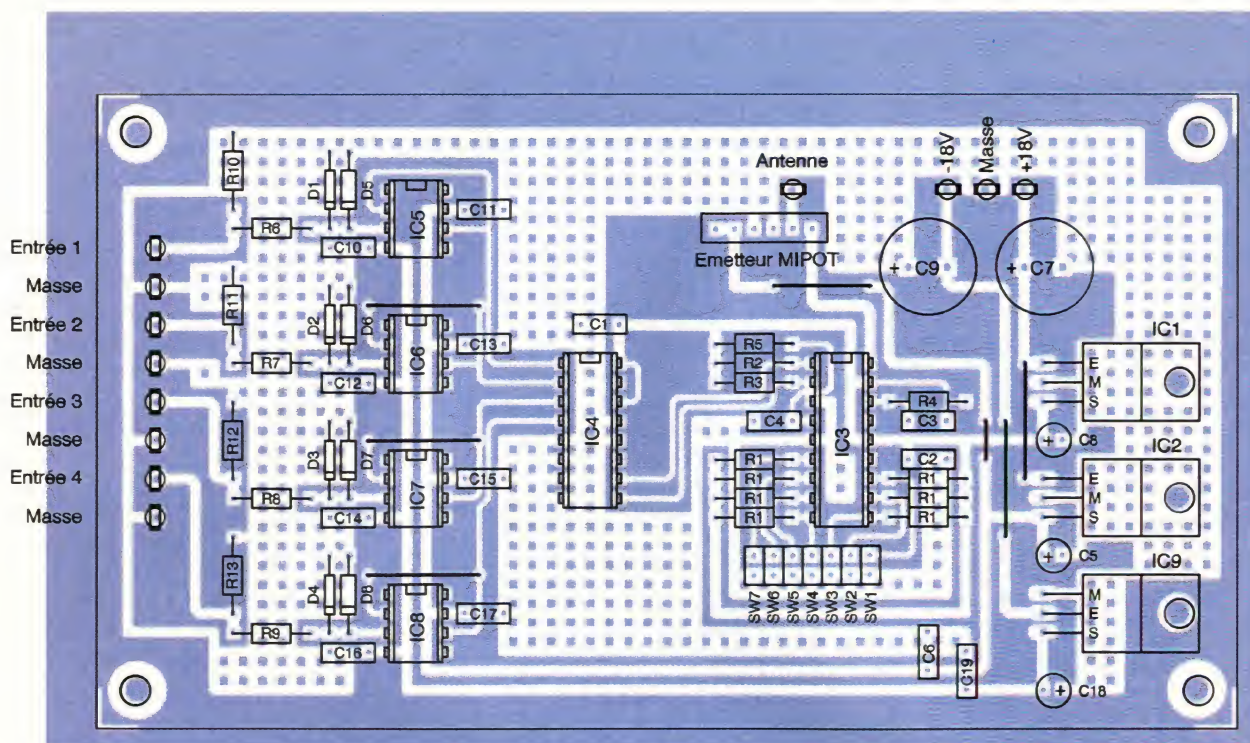 Antenne
-18V
Masse
+18V
R10
D1
D5
IC5
C11
Entrée 1
R6
C10
Emetteur MIPOT
C9
C7
+
+
Masse
R11
D2
D6
Entrée 2
IC6
C13
C1
IC1
Masse
R7
C12
R5
R2
R3
E
M
S
Entrée 3
R4
R12
IC4
C4
IC3
C3
Masse
D3
D7
+
C8
IC7
R1
C2
IC2
Entrée 4
C15
R1
R1
E
M
S
R8
R1
R1
Masse
C14
R1
R1
+
C5
R13
D4
D8
IC9
SW7
SW6
SW5
SW4
SW3
SW2
SW1
M
E
S
IC8
C17
R9
C16
C6
C19
+
C18